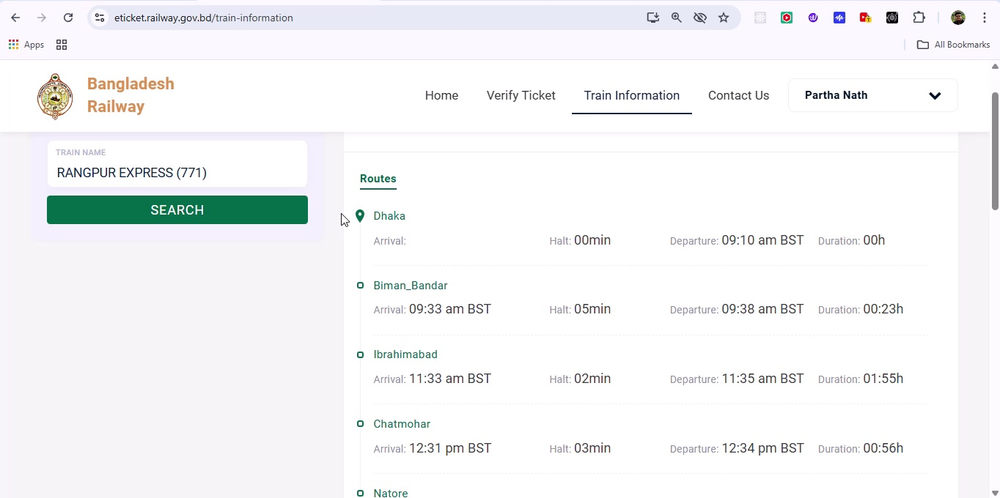 eticket.railway.gov.bd/train-information
Apps
All Bookmarks
Bangladesh
Railway
Home
Verify Ticket
Train Information
Contact Us
Partha Nath
TRAIN NAME
RANGPUR EXPRESS (771)
SEARCH
Routes
Dhaka
Arrival: Halt: 00min Departure: 09:10 am BST Duration: 00h
Biman_Bandar
Arrival: 09:33 am BST Halt: 05min Departure: 09:38 am BST Duration: 00:23h
Ibrahimabad
Arrival: 11:33 am BST Halt: 02min Departure: 11:35 am BST Duration: 01:55h
Chatmohar
Arrival: 12:31 pm BST Halt: 03min Departure: 12:34 pm BST Duration: 00:56h
Natore